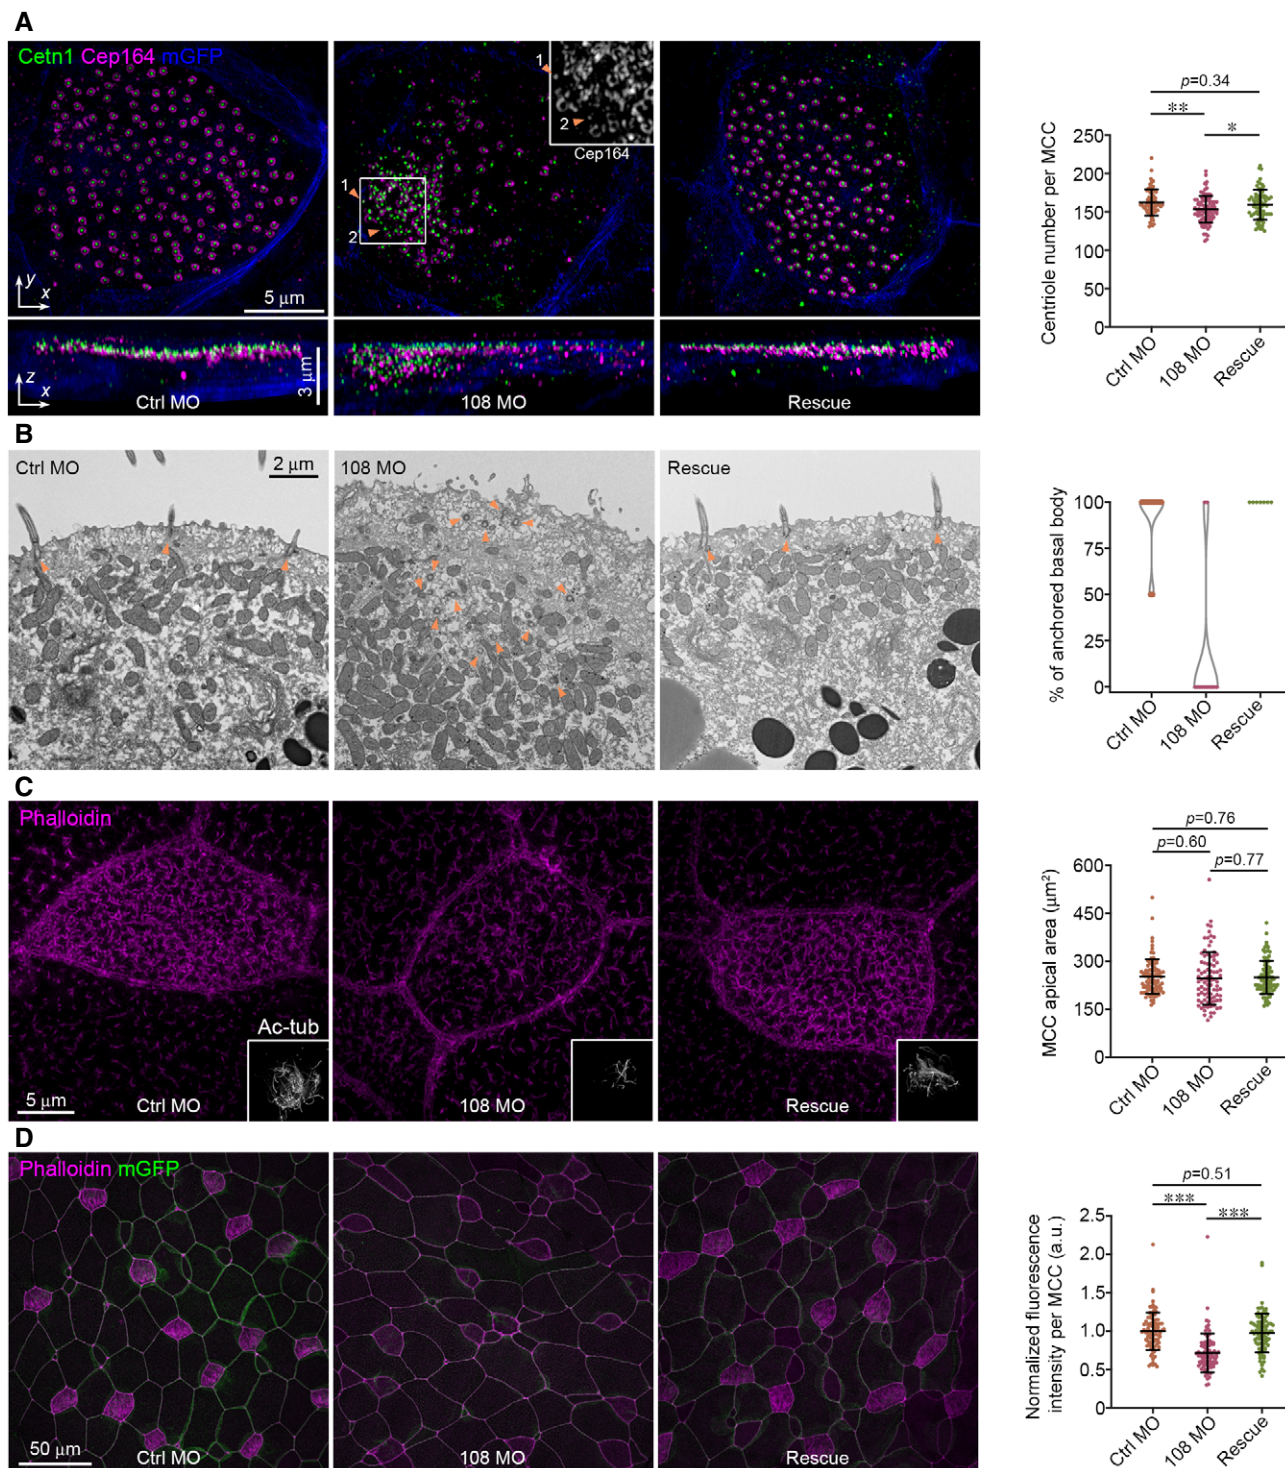 A
Cetn1 Cep164 mGFP
1
2
Cep164
1
2
y
x
5 μm
z
x
3 μm
Ctrl MO
108 MO
Rescue
p=0.34
**
*
Centriole number per MCC
250
200
150
100
50
0
Ctrl MO
108 MO
Rescue
B
Ctrl MO
2 μm
108 MO
Rescue
% of anchored basal body
100
75
50
25
0
Ctrl MO
108 MO
Rescue
C
Phalloidin
Ac-tub
5 μm
Ctrl MO
108 MO
Rescue
p=0.76
p=0.60
p=0.77
MCC apical area (μm²)
600
450
300
150
0
Ctrl MO
108 MO
Rescue
D
Phalloidin mGFP
50 μm
Ctrl MO
108 MO
Rescue
p=0.51
***
***
Normalized fluorescence
intensity per MCC (a.u.)
2.5
2.0
1.5
1.0
0.5
0
Ctrl MO
108 MO
Rescue